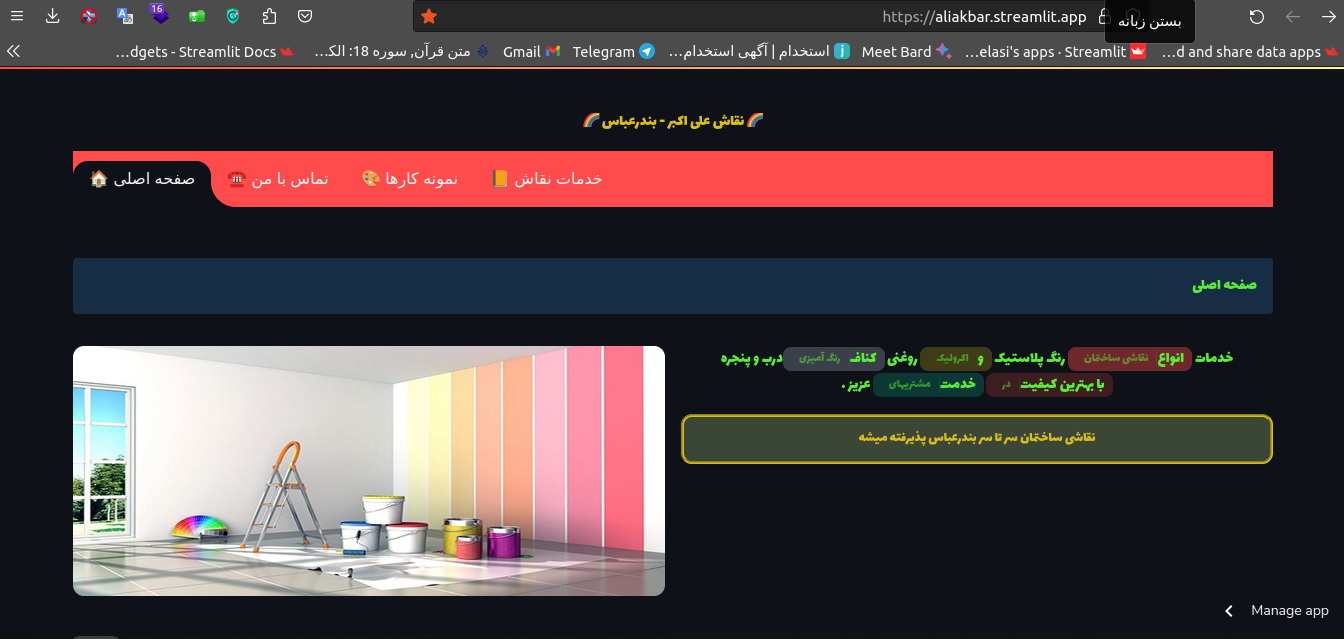 16
https://aliakbar.streamlit.app
بستن زبانه
...d and share data apps
...elasi's apps · Streamlit
Meet Bard
استخدام | آگهی استخدام...
Telegram
Gmail
متن قرآن, سوره 18: الک...
...dgets - Streamlit Docs
نقاش علی اکبر - بندرعباس
صفحه اصلی
تماس با من
نمونه کارها
خدمات نقاش
صفحه اصلی
خدمات انواع نقاشی ساختمان رنگ پلاستیک و اکرولیک روغنی کناف رنگ آمیزی درب و پنجره
با بهترین کیفیت در خدمت مشتریهای عزیز .
نقاشی ساختمان سر تا سر بندرعباس پذیرفته میشه
Manage app